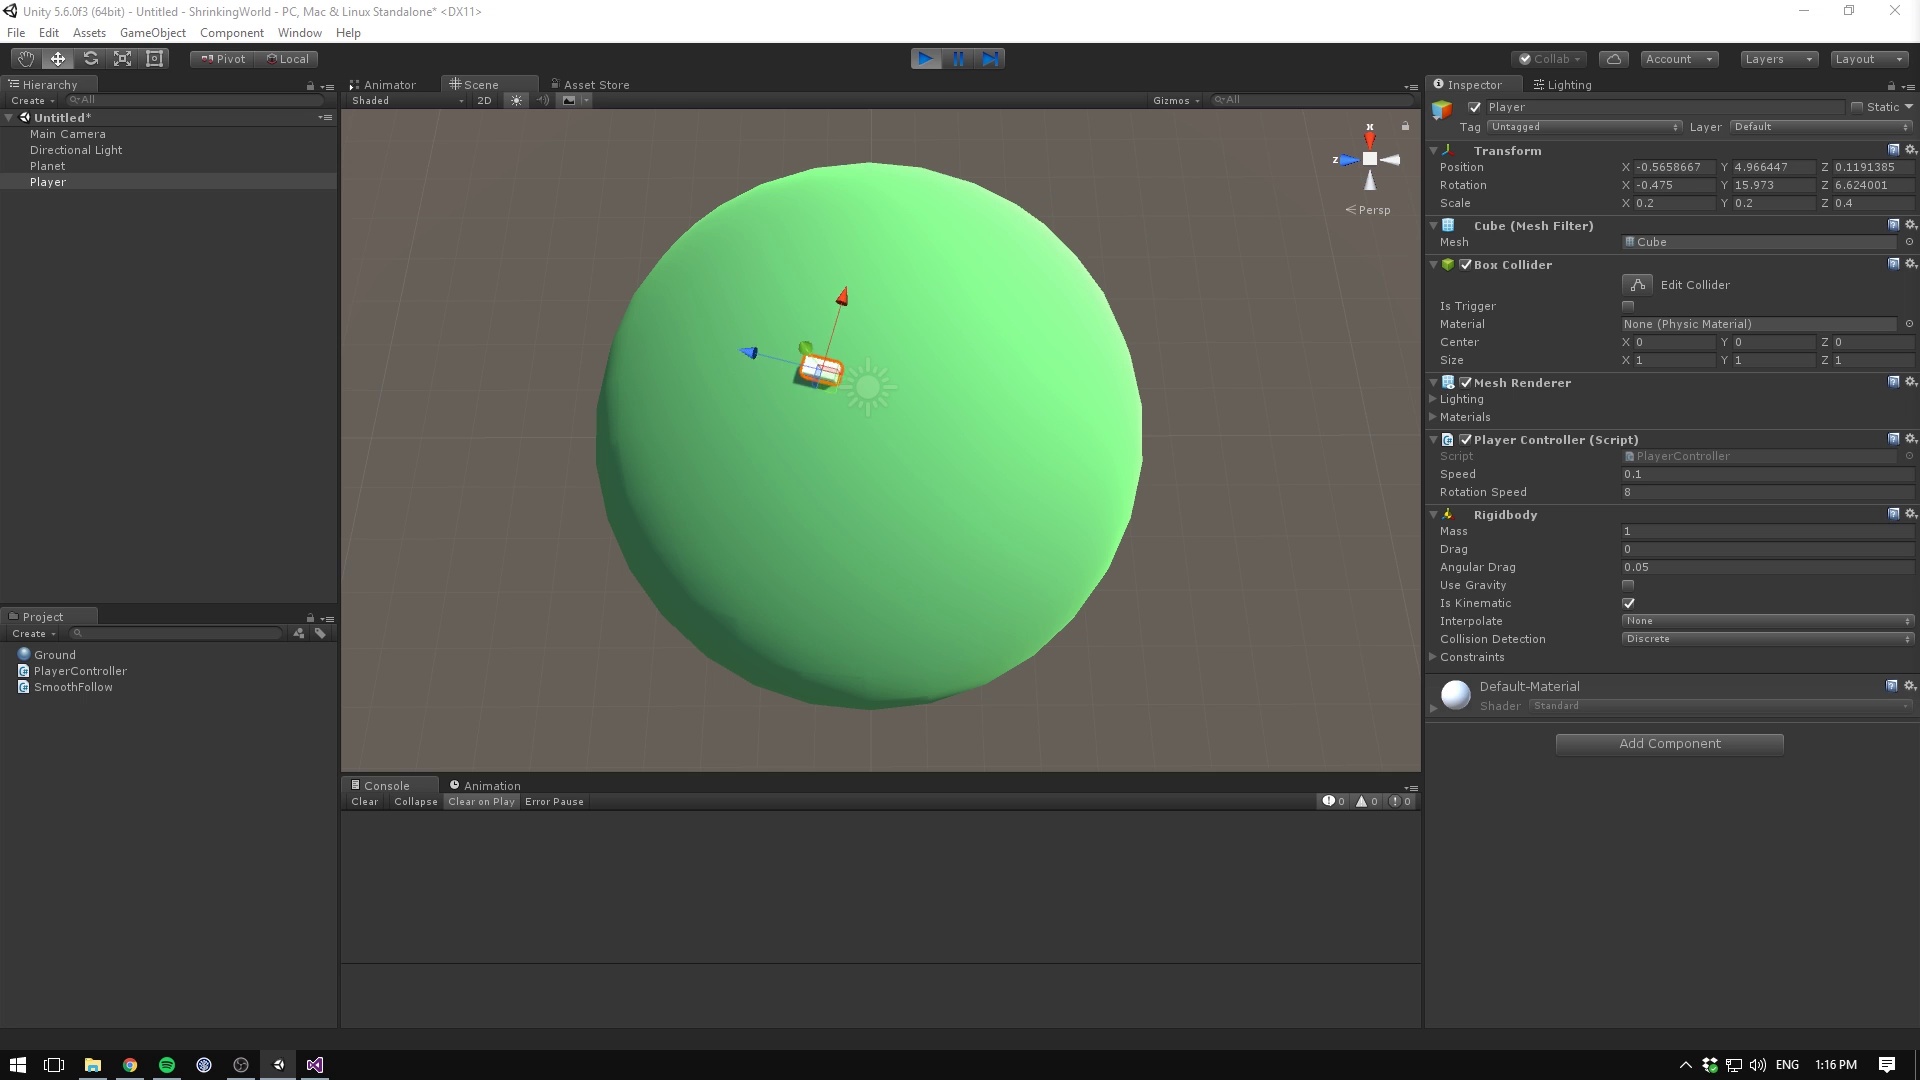 Unity 5.6.0f3 (64bit) - Untitled - ShrinkingWorld - PC, Mac & Linux Standalone* <DX11>
File Edit Assets GameObject Component Window Help
Pivot Local Collab Account Layers Layout
Hierarchy
Create All
Untitled*
Main Camera
Directional Light
Planet
Player
Project
Create
Ground
PlayerController
SmoothFollow
Animator Scene Asset Store
Shaded 2D Gizmos All
x
z
Persp
Console Animation
Clear Collapse Clear on Play Error Pause 0 0 0
Inspector Lighting
Player Static
Tag Untagged Layer Default
Transform
Position X -0.5658667 Y 4.966447 Z 0.1191385
Rotation X -0.475 Y 15.973 Z 6.624001
Scale X 0.2 Y 0.2 Z 0.4
Cube (Mesh Filter)
Mesh Cube
Box Collider
Edit Collider
Is Trigger
Material None (Physic Material)
Center X 0 Y 0 Z 0
Size X 1 Y 1 Z 1
Mesh Renderer
Lighting
Materials
Player Controller (Script)
Script PlayerController
Speed 0.1
Rotation Speed 8
Rigidbody
Mass 1
Drag 0
Angular Drag 0.05
Use Gravity
Is Kinematic
Interpolate None
Collision Detection Discrete
Constraints
Default-Material
Shader Standard
Add Component
ENG 1:16 PM